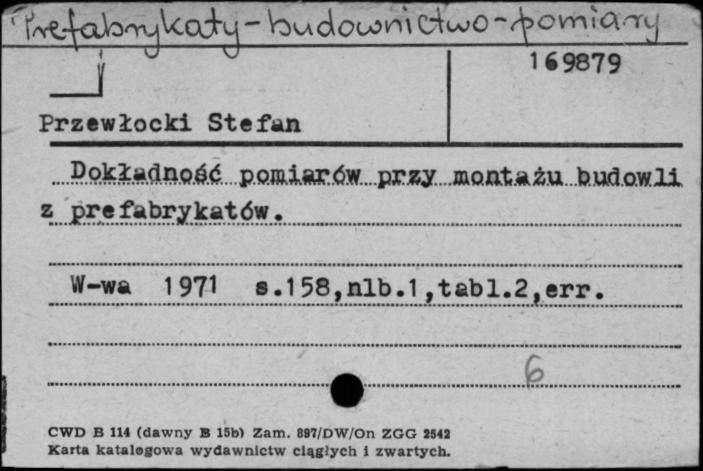 Prefabrykaty - budownictwo - pomiary
169879
Przewłocki Stefan
Dokładność pomiarów przy montażu budowli
z prefabrykatów.
W-wa 1971 s.158,nlb.1,tabl.2,err.
6
CWD B 114 (dawny B 15b) Zam. 897/DW/On ZGG 2542
Karta katalogowa wydawnictw ciągłych i zwartych.